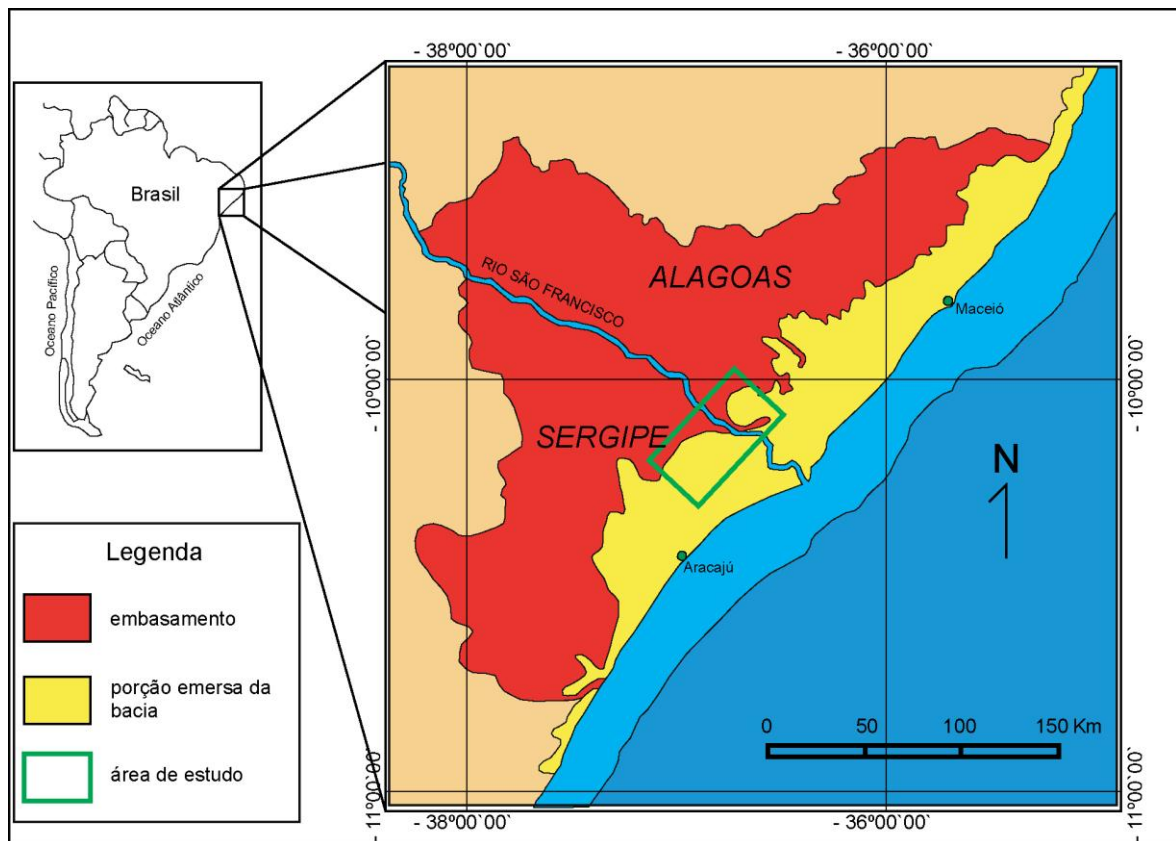 - 38º00`00`
- 36º00`00`
Brasil
Oceano Pacífico
Oceano Atlântico
RIO SÃO FRANCISCO
ALAGOAS
Maceió
- 10º00`00`
- 10º00`00`
SERGIPE
N
Aracajú
Legenda
embasamento
porção emersa da
bacia
área de estudo
0 50 100 150 Km
- 11º00`00`
- 11º00`00`
- 38º00'00`
- 36º00'00`